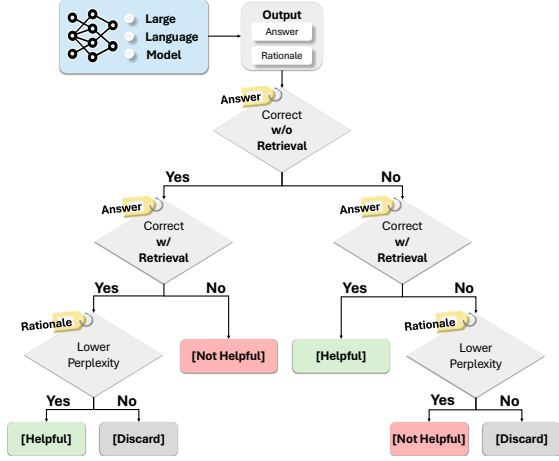 Large
Language
Model
Output
Answer
Rationale
Answer
Correct
w/o
Retrieval
Yes
No
Answer
Correct
w/
Retrieval
Answer
Correct
w/
Retrieval
Yes
No
Yes
No
Rationale
Lower
Perplexity
[Not Helpful]
[Helpful]
Rationale
Lower
Perplexity
Yes
No
Yes
No
[Helpful]
[Discard]
[Not Helpful]
[Discard]